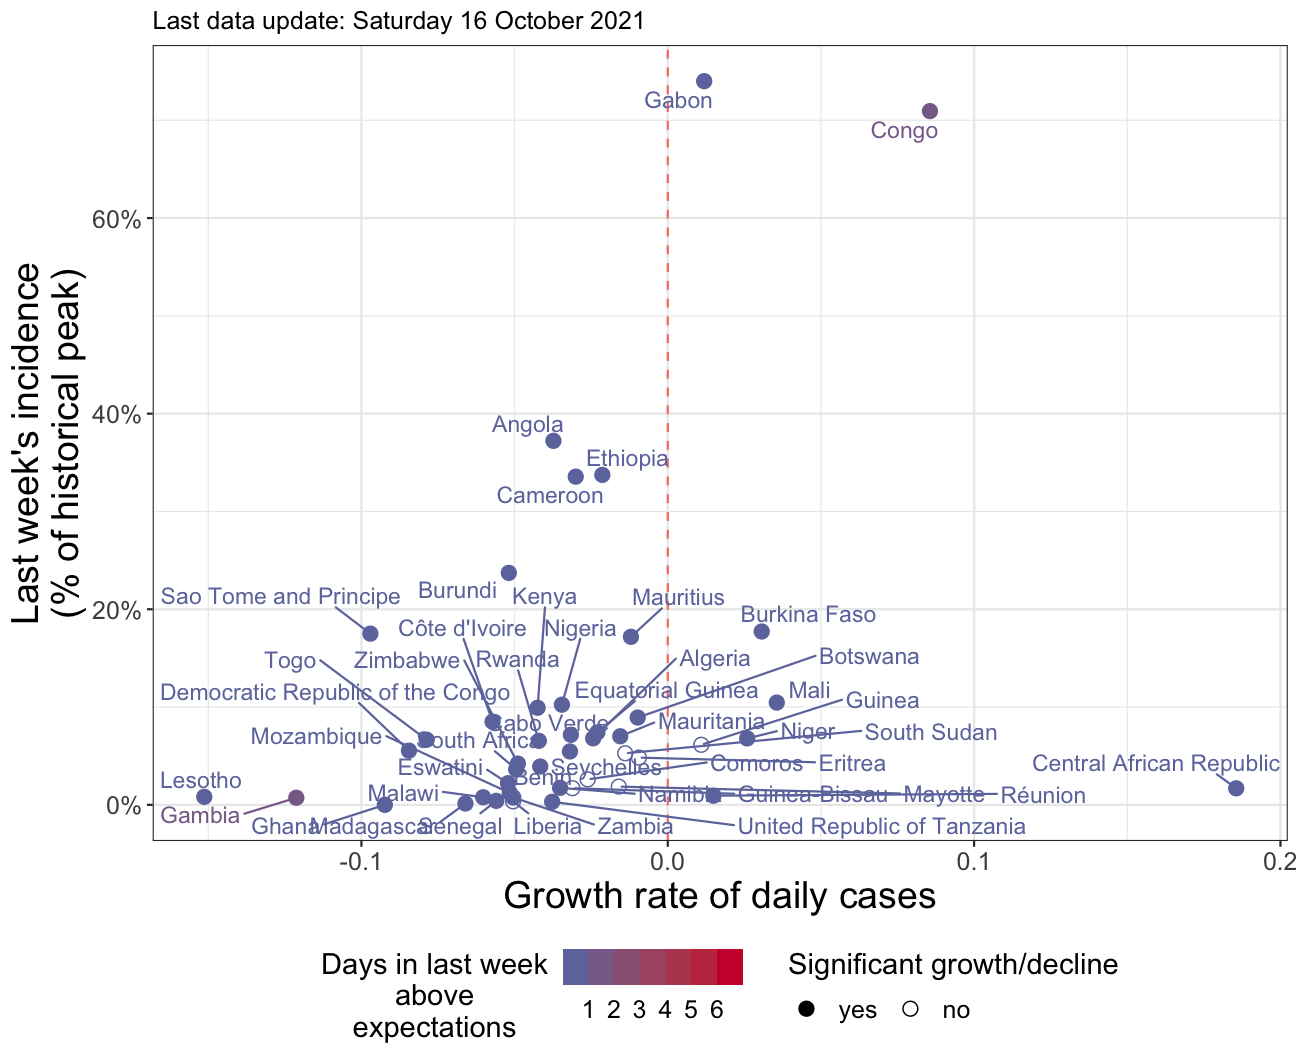 Last data update: Saturday 16 October 2021
Last week's incidence
(% of historical peak)
60%
40%
20%
0%
Gabon
Congo
Angola
Ethiopia
Cameroon
Burundi
Kenya
Sao Tome and Principe
Mauritius
Burkina Faso
Côte d'Ivoire
Nigeria
Togo
Zimbabwe
Rwanda
Algeria
Botswana
Democratic Republic of the Congo
Equatorial Guinea
Mali
Guinea
Cabo Verde
Mauritania
Mozambique
South Africa
Niger
South Sudan
Eswatini
Seychelles
Comoros
Eritrea
Central African Republic
Lesotho
Benin
Malawi
Namibia
Guinea-Bissau
Mayotte
Réunion
Gambia
Ghana
Madagascar
Senegal
Liberia
Zambia
United Republic of Tanzania
-0.1
0.0
0.1
0.2
Growth rate of daily cases
Days in last week
above
expectations
1 2 3 4 5 6
Significant growth/decline
yes
no